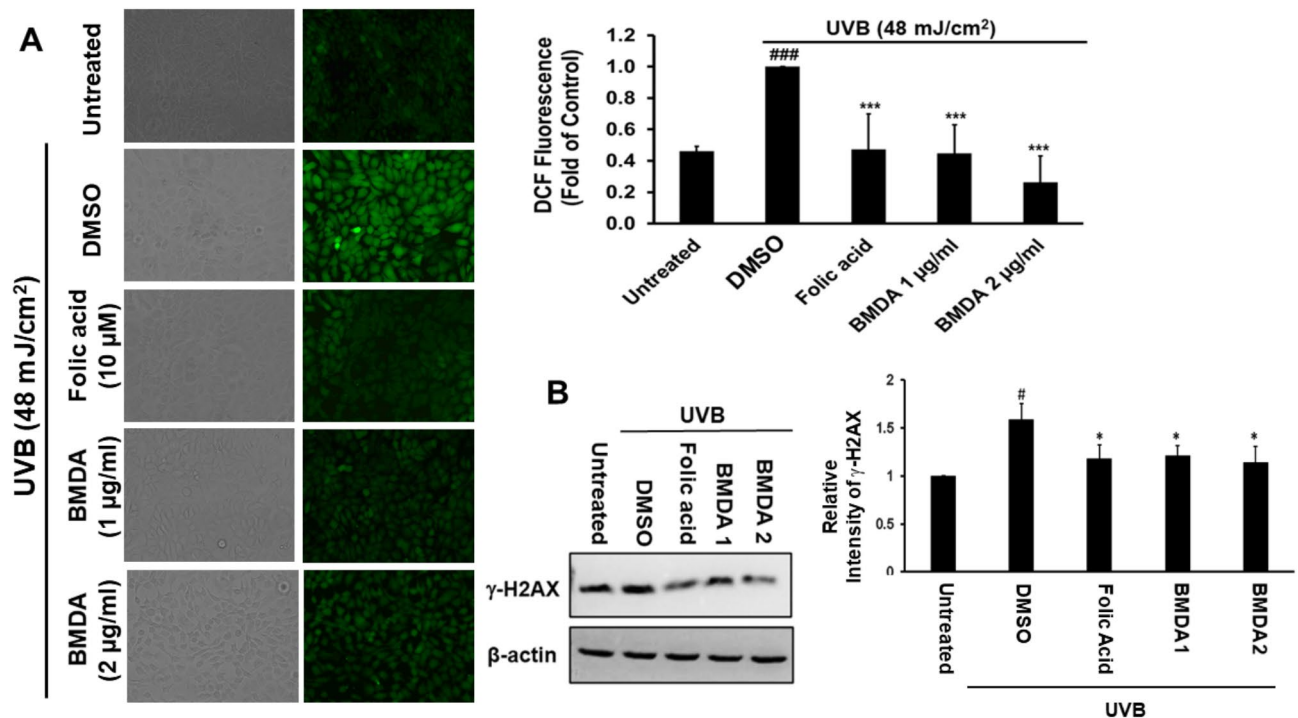 A
Untreated
DMSO
Folic acid
(10 µM)
BMDA
(1 µg/ml)
BMDA
(2 µg/ml)
UVB (48 mJ/cm²)
UVB (48 mJ/cm²)
DCF Fluorescence
(Fold of Control)
1.2
1.0
0.8
0.6
0.4
0.2
0.0
###
***
***
***
Untreated
DMSO
Folic acid
BMDA 1 µg/ml
BMDA 2 µg/ml
B
UVB
Untreated
DMSO
Folic acid
BMDA 1
BMDA 2
γ-H2AX
β-actin
Relative
Intensity of γ-H2AX
2
1.5
1
0.5
0
#
*
*
*
Untreated
DMSO
Folic Acid
BMDA1
BMDA2
UVB